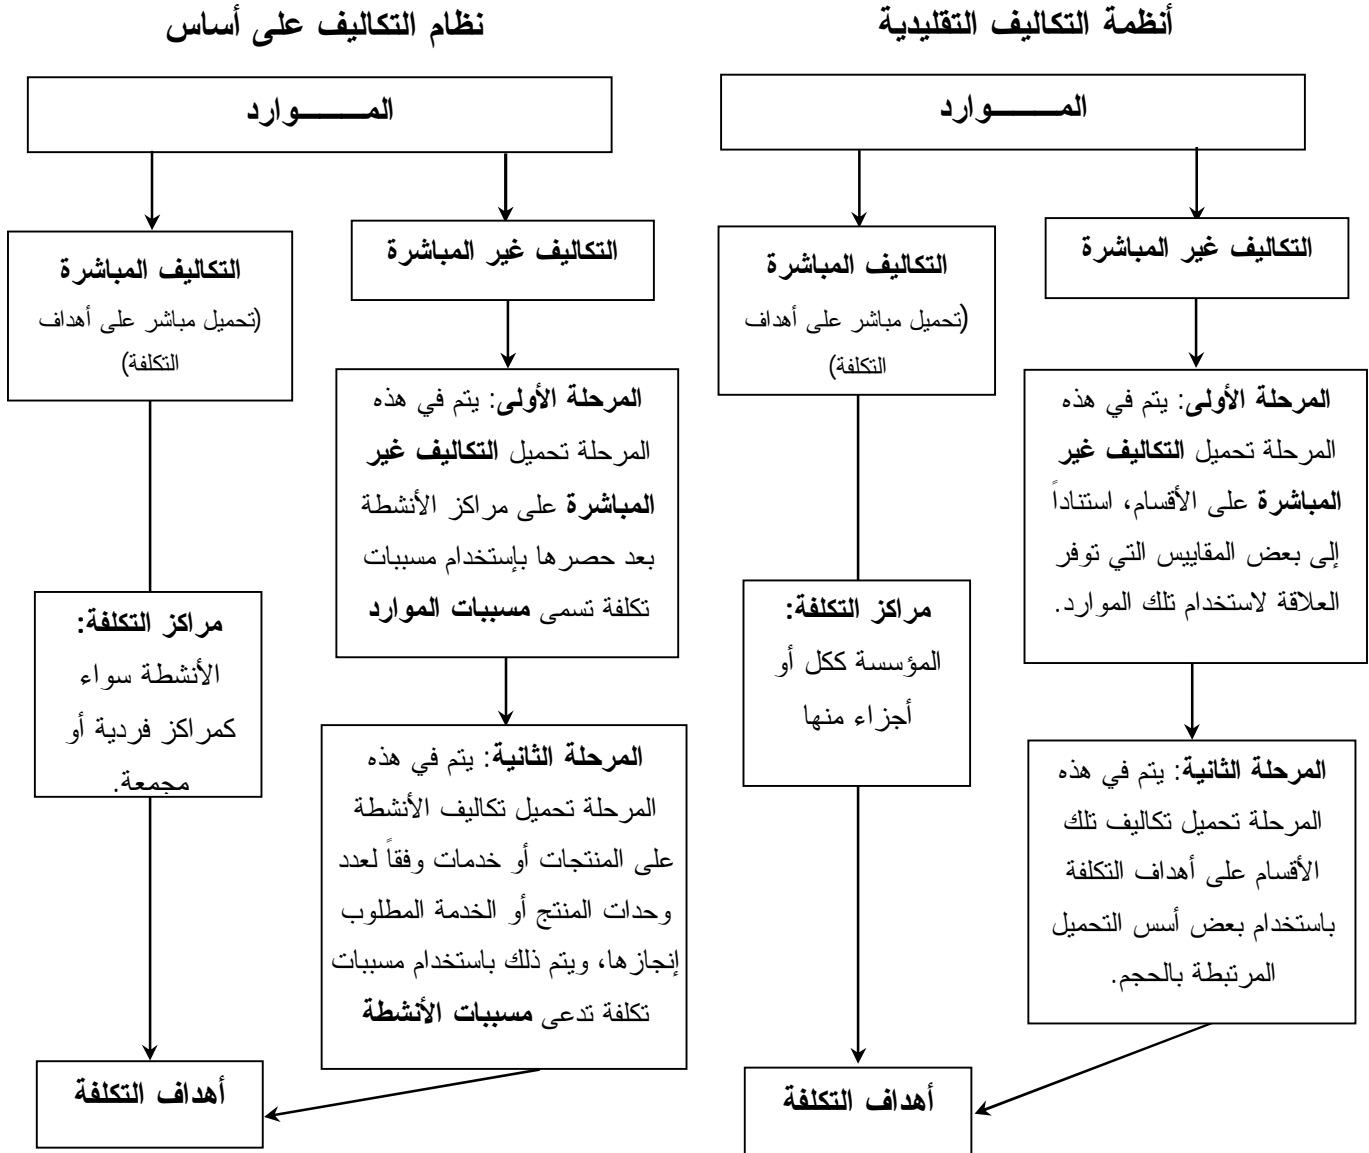 أنظمة التكاليف التقليدية
المـــــــوارد
التكاليف غير المباشرة
التكاليف المباشرة
(تحميل مباشر على أهداف
التكلفة)
المرحلة الأولى: يتم في هذه
المرحلة تحميل التكاليف غير
المباشرة على الأقسام، استناداً
إلى بعض المقاييس التي توفر
العلاقة لاستخدام تلك الموارد.
مراكز التكلفة:
المؤسسة ككل أو
أجزاء منها
المرحلة الثانية: يتم في هذه
المرحلة تحميل تكاليف تلك
الأقسام على أهداف التكلفة
باستخدام بعض أسس التحميل
المرتبطة بالحجم.
أهداف التكلفة
نظام التكاليف على أساس
المـــــــوارد
التكاليف غير المباشرة
التكاليف المباشرة
(تحميل مباشر على أهداف
التكلفة)
المرحلة الأولى: يتم في هذه
المرحلة تحميل التكاليف غير
المباشرة على مراكز الأنشطة
بعد حصرها بإستخدام مسببات
تكلفة تسمى مسببات الموارد
مراكز التكلفة:
الأنشطة سواء
كمراكز فردية أو
مجمعة.
المرحلة الثانية: يتم في هذه
المرحلة تحميل تكاليف الأنشطة
على المنتجات أو خدمات وفقاً لعدد
وحدات المنتج أو الخدمة المطلوب
إنجازها، ويتم ذلك باستخدام مسببات
تكلفة تدعى مسببات الأنشطة
أهداف التكلفة